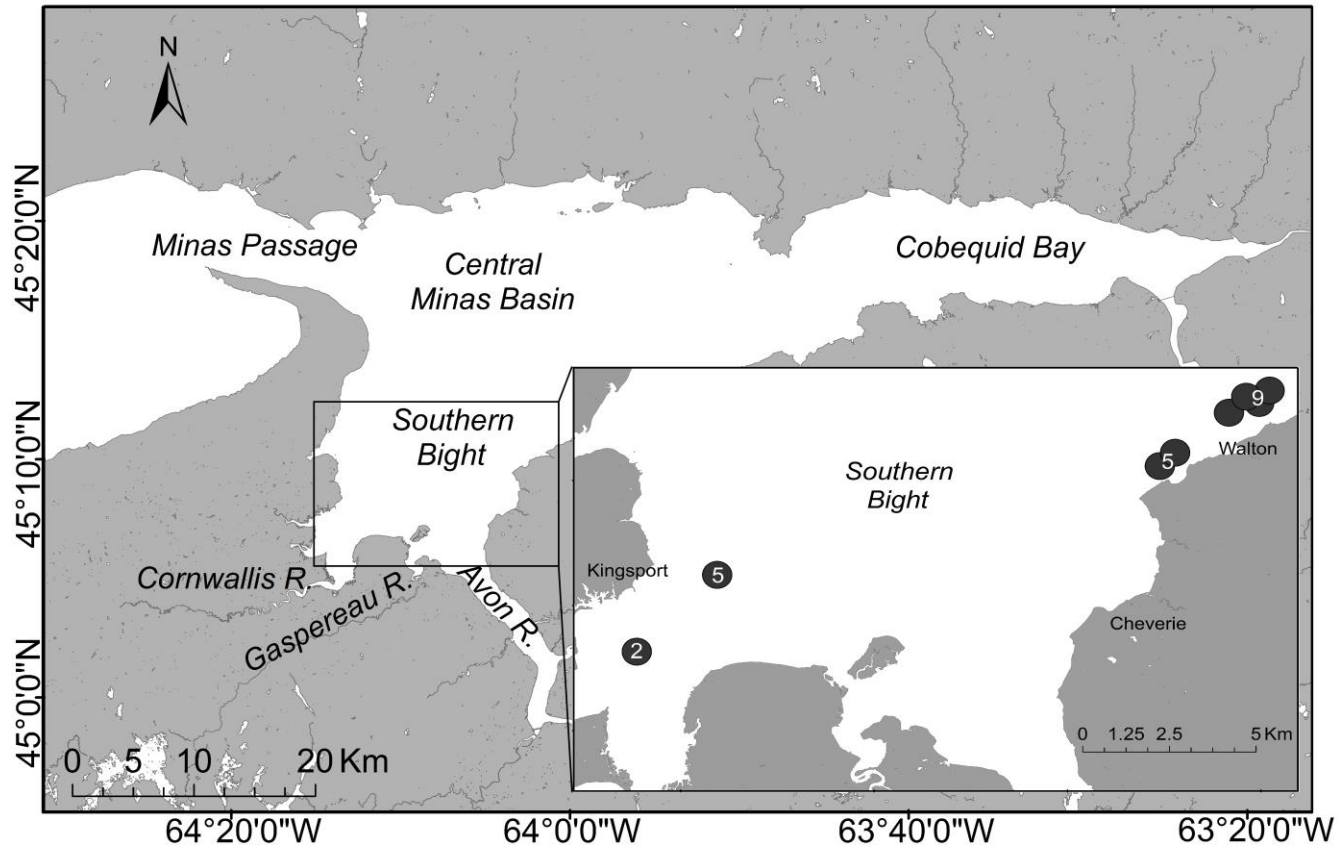 N
45°20'0"N
45°10'0"N
45°0'0"N
Minas Passage
Central
Minas Basin
Cobequid Bay
Southern
Bight
Cornwallis R.
Gaspereau R.
Avon R.
0 5 10 20 Km
Southern
Bight
9
Walton
5
Kingsport
5
Cheverie
2
0 1.25 2.5 5 Km
64°20'0"W
64°0'0"W
63°40'0"W
63°20'0"W